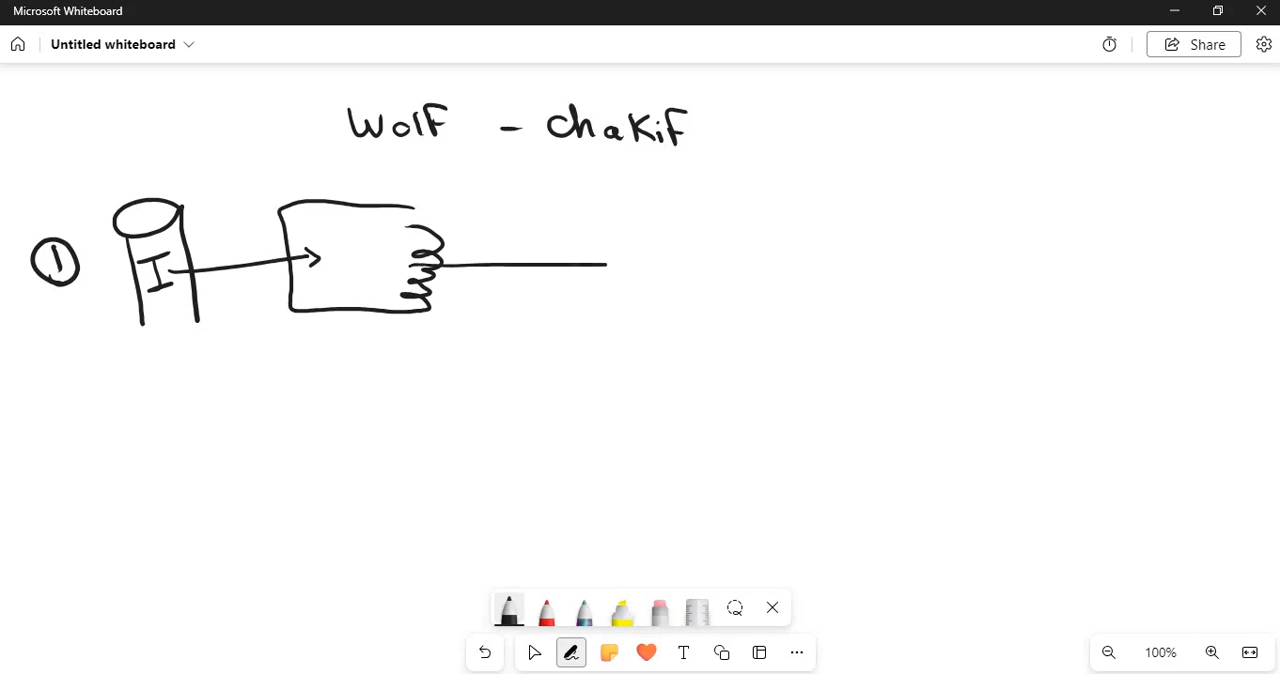 Microsoft Whiteboard
Untitled whiteboard
Share
Wolf - Chakif
1
I
T
100%